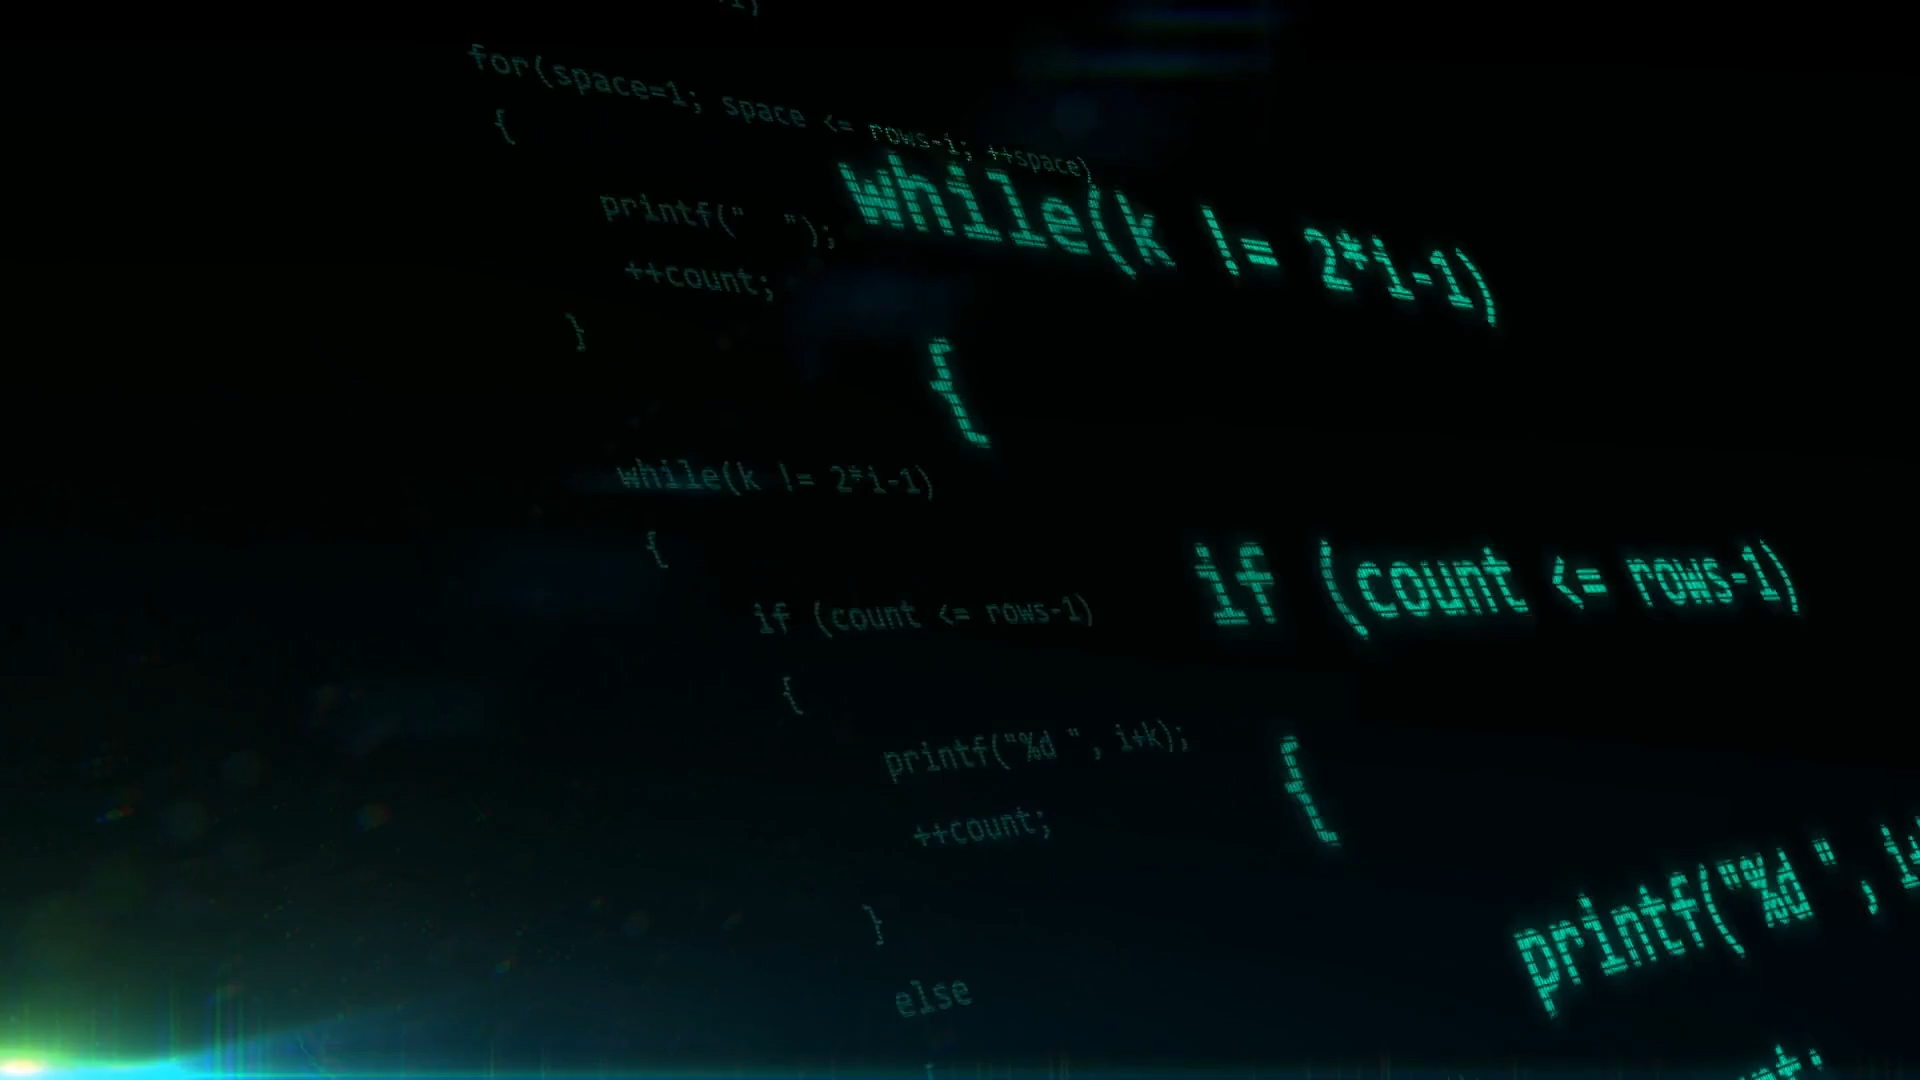 for(space=1; space <= rows-i; ++space)
{
printf("  ");
++count;
}
while(k != 2*i-1)
{
if (count <= rows-1)
{
printf("%d ", i+k);
++count;
}
else
while(k != 2*i-1)
{
if (count <= rows-1)
{
printf("%d ", i+